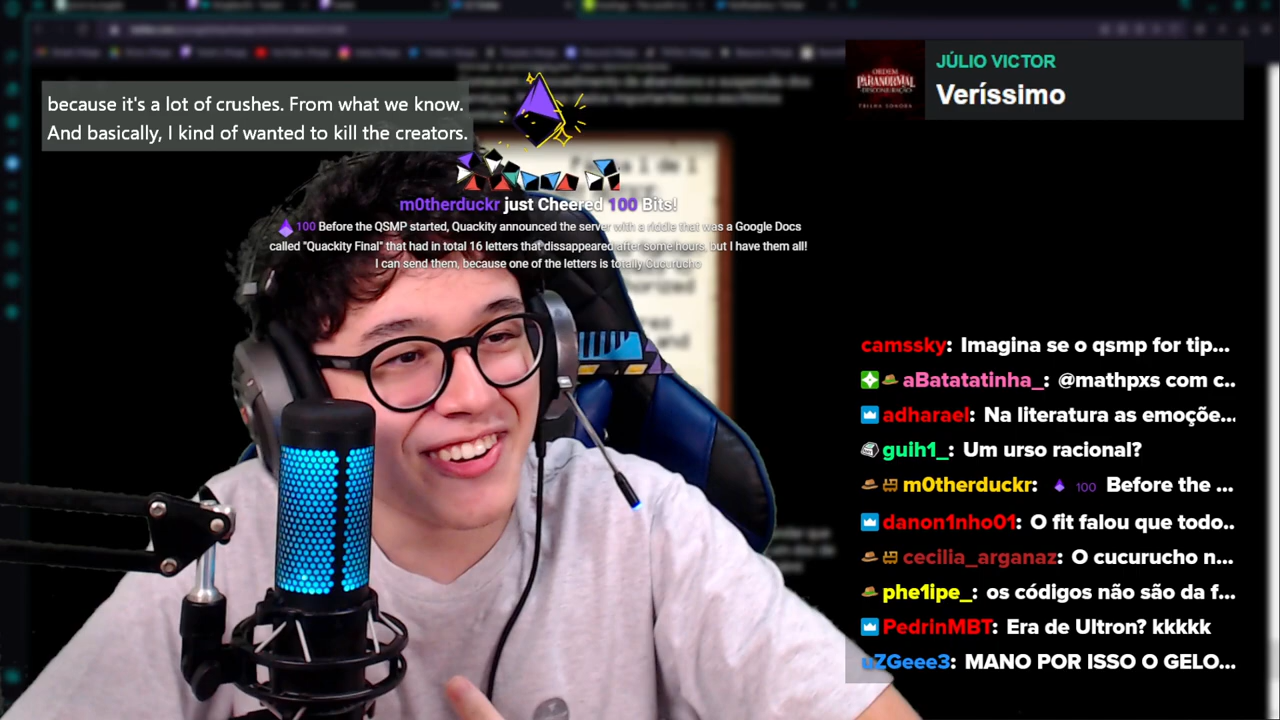 because it's a lot of crushes. From what we know.
And basically, I kind of wanted to kill the creators.
m0therduckr just Cheered 100 Bits!
100 Before the QSMP started, Quackity announced the server with a riddle that was a Google Docs
called "Quackity Final" that had in total 16 letters that dissappeared after some hours, but I have them all!
I can send them, because one of the letters is totally Cucurucho
ORDEM
PARANORMAL
DESCONJURAÇÃO
TRILHA SONORA
JÚLIO VICTOR
Veríssimo
camssky: Imagina se o qsmp for tip...
aBatatatinha_: @mathpxs com c..
adharael: Na literatura as emoçõe...
guih1_: Um urso racional?
m0therduckr: 100 Before the ...
danon1nho01: O fit falou que todo..
cecilia_arganaz: O cucurucho n...
phe1ipe_: os códigos não são da f...
PedrinMBT: Era de Ultron? kkkkk
uZGeee3: MANO POR ISSO O GELO...